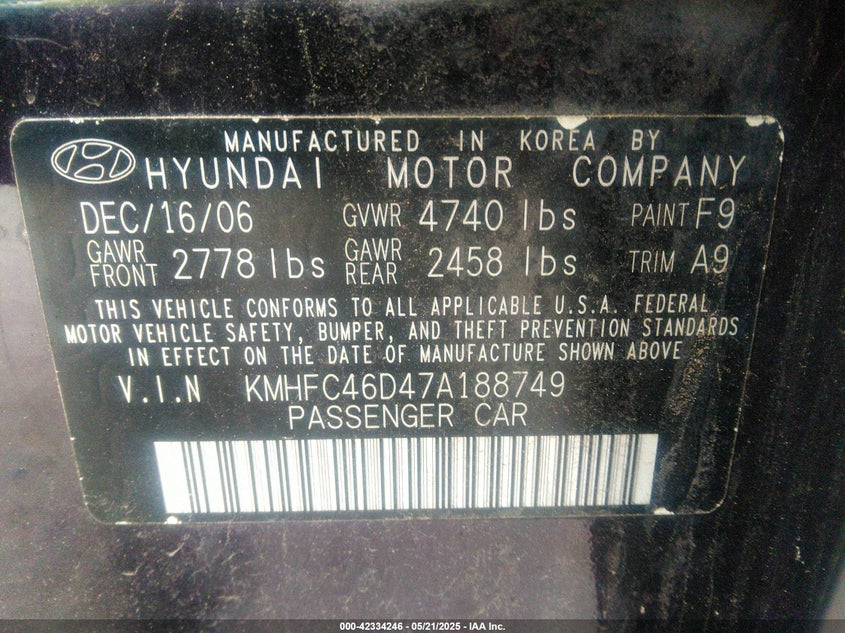 MANUFACTURED IN KOREA BY
HYUNDAI MOTOR COMPANY
DEC/16/06 GVWR 4740 lbs PAINT F9
GAWR FRONT 2778 lbs GAWR REAR 2458 lbs TRIM A9
THIS VEHICLE CONFORMS TO ALL APPLICABLE U.S.A. FEDERAL
MOTOR VEHICLE SAFETY, BUMPER, AND THEFT PREVENTION STANDARDS
IN EFFECT ON THE DATE OF MANUFACTURE SHOWN ABOVE
V.I.N KMHFC46D47A188749
PASSENGER CAR
000-42334246 - 05/21/2025 - IAA Inc.